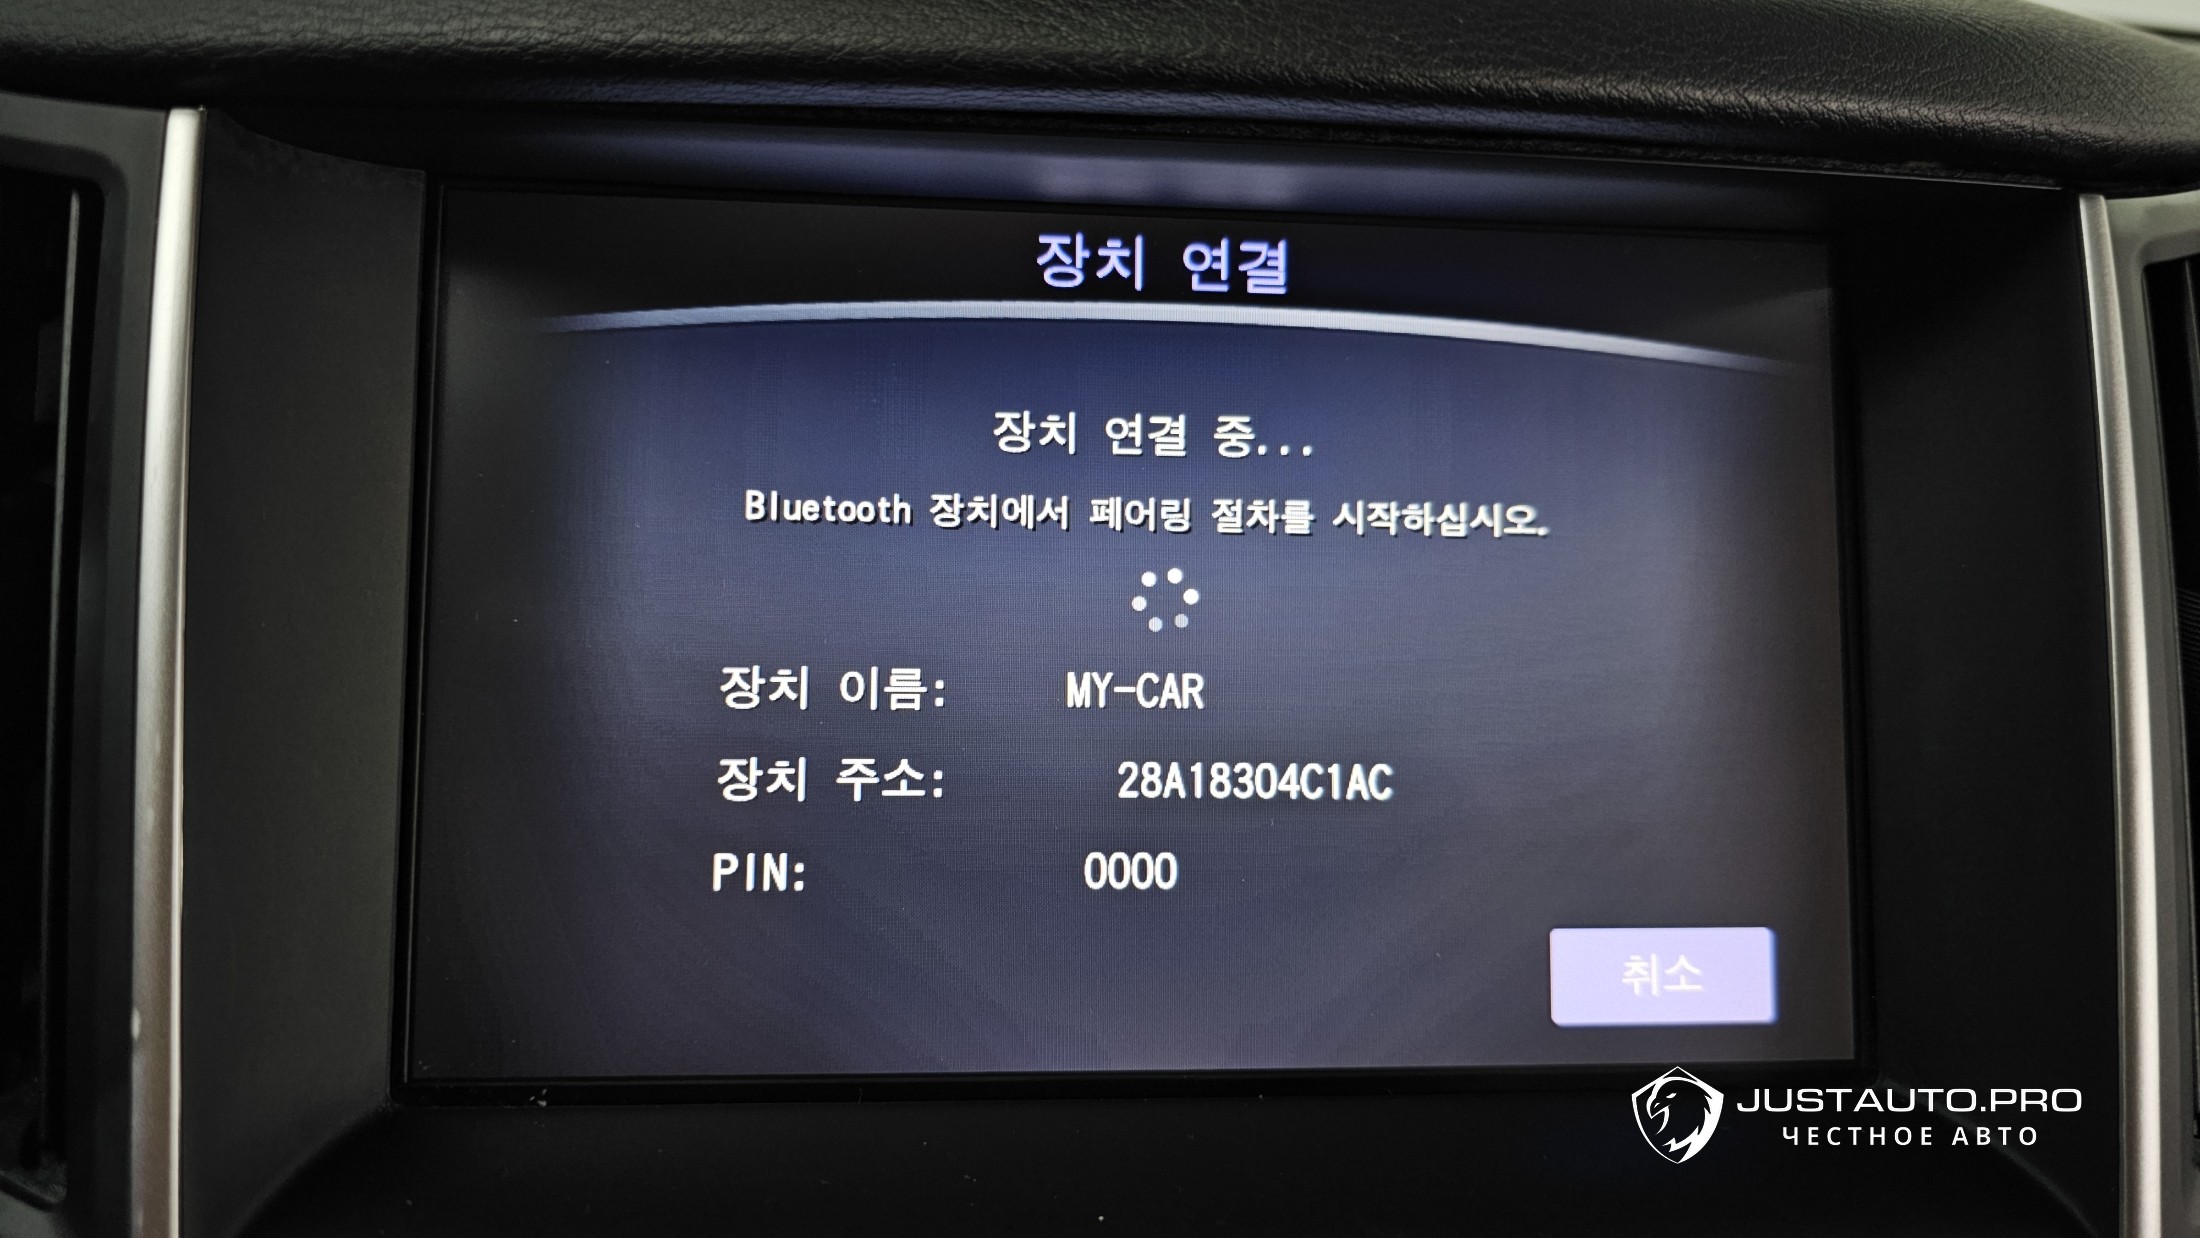 장치 연결
장치 연결 중...
Bluetooth 장치에서 페어링 절차를 시작하십시오.
장치 이름: MY-CAR
장치 주소: 28A18304C1AC
PIN: 0000
취소
JUSTAUTO.PRO
ЧЕСТНОЕ АВТО